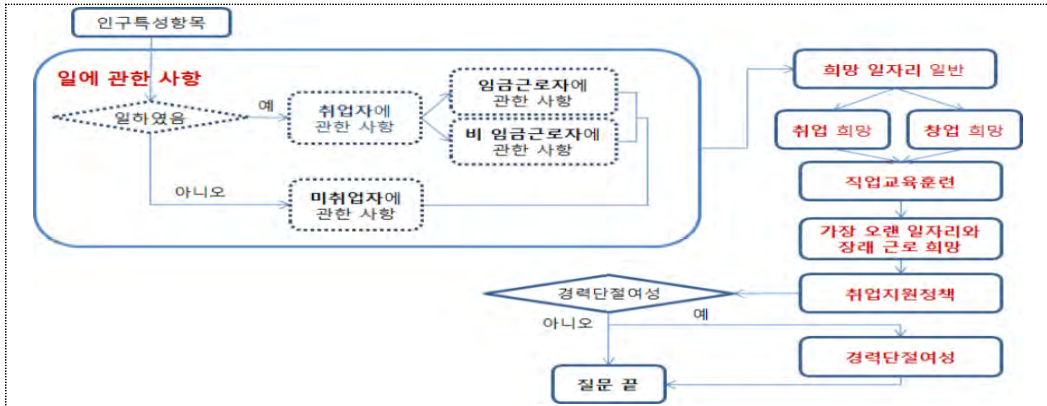 인구특성항목
일에 관한 사항
일하였음
예
취업자에
관한 사항
임금근로자에
관한 사항
비 임금근로자에
관한 사항
아니오
미취업자에
관한 사항
희망 일자리 일반
취업 희망
창업 희망
직업교육훈련
가장 오랜 일자리와
장래 근로 희망
취업지원정책
경력단절여성
아니오
예
경력단절여성
질문 끝